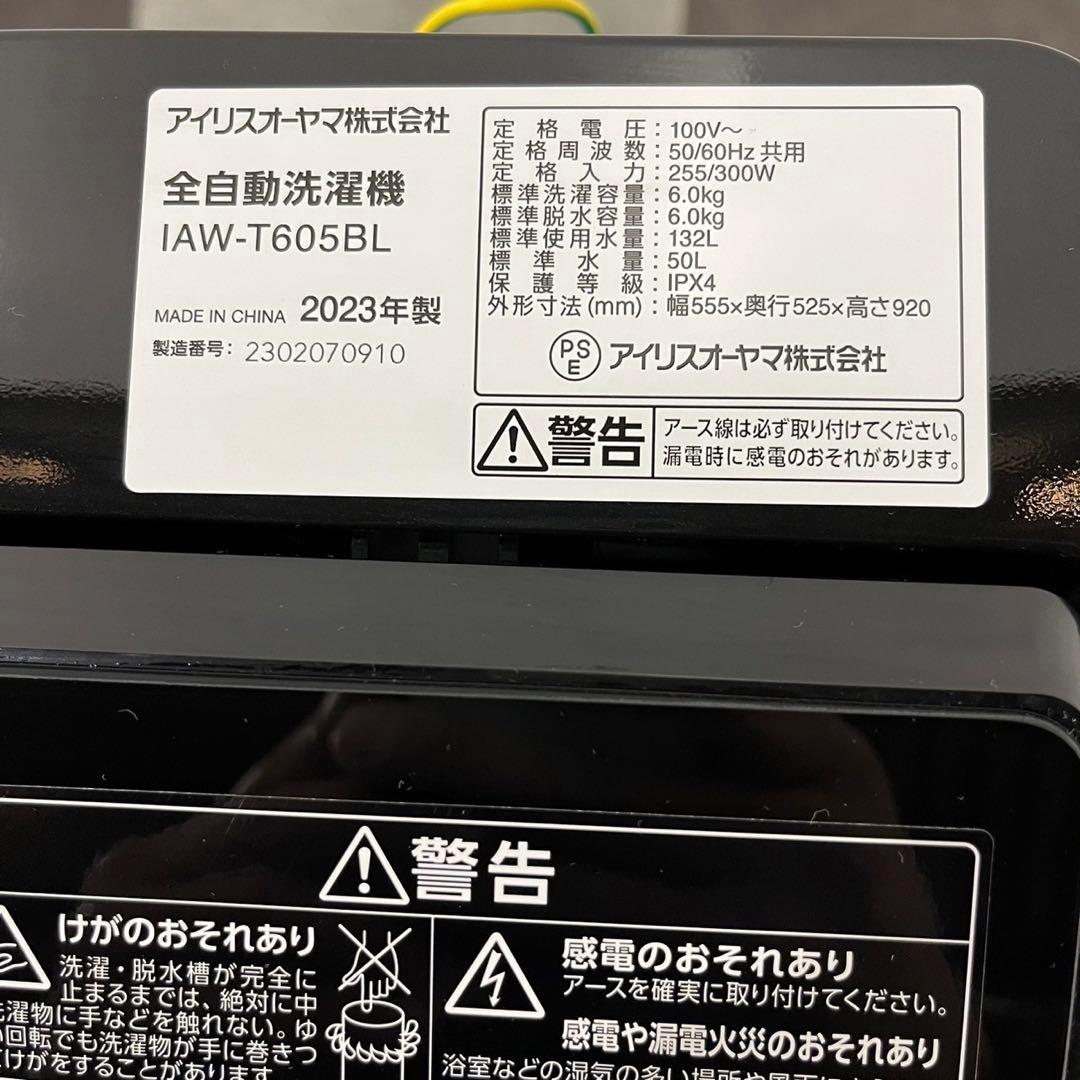 アイリスオーヤマ株式会社
全自動洗濯機
IAW-T605BL
MADE IN CHINA 2023年製
製造番号: 2302070910
定格電圧：100V～
定格周波数：50/60Hz 共用
定格入力：255/300W
標準洗濯容量：6.0kg
標準脱水容量：6.0kg
標準使用水量：132L
標準水量：50L
保護等級：IPX4
外形寸法(mm)：幅555×奥行525×高さ920
PSE アイリスオーヤマ株式会社
警告
アース線は必ず取り付けてください。
漏電時に感電のおそれがあります。
警告
けがのおそれあり
洗濯・脱水槽が完全に
止まるまでは、絶対に中
洗濯物に手などを触れない。ゆ
い回転でも洗濯物が手に巻きつ
てけがをすることがあります
感電のおそれあり
アースを確実に取り付けてください。
感電や漏電火災のおそれあり
浴室などの湿気の多い場所や風雨に